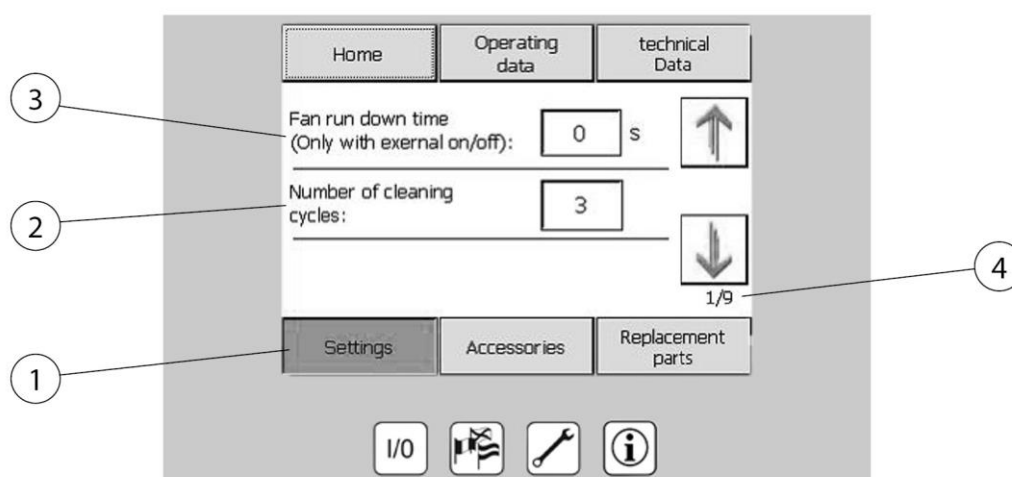 Home
Operating
data
technical
Data
3
Fan run down time
(Only with exernal on/off):
0
s
2
Number of cleaning
cycles:
3
4
1/9
1
Settings
Accessories
Replacement
parts
I/0
i